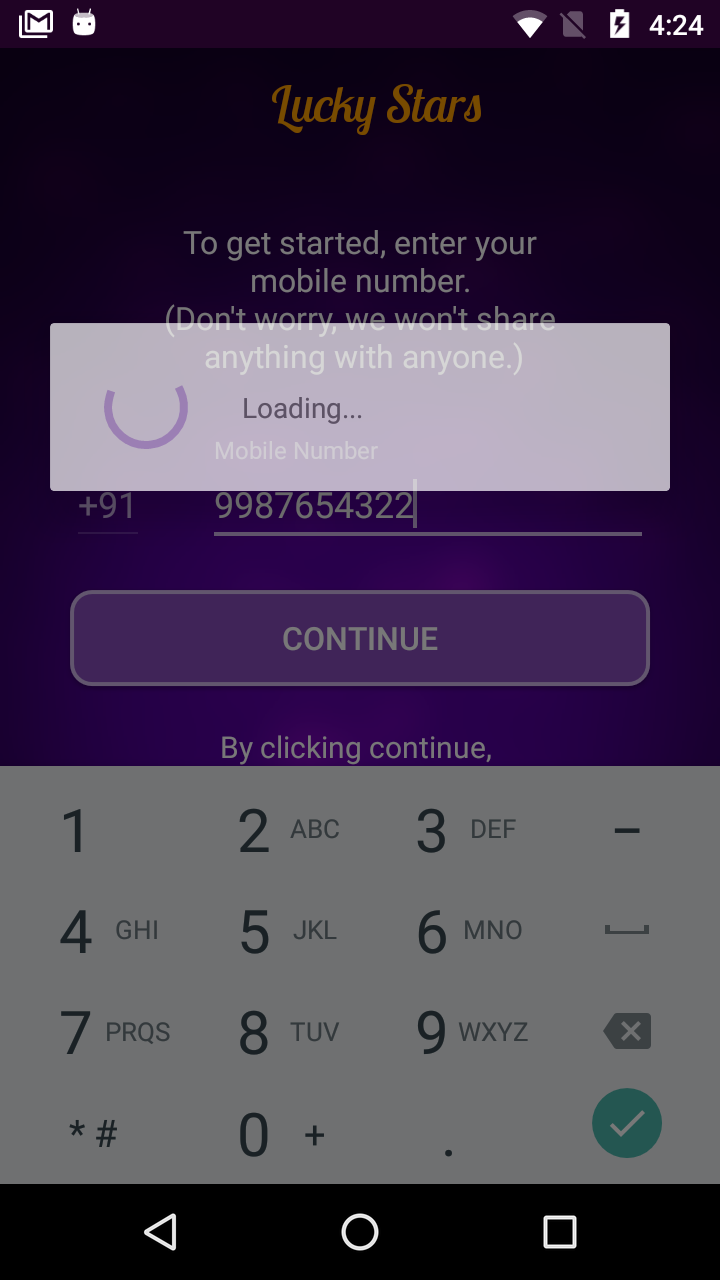 4:24
Lucky Stars
To get started, enter your
mobile number.
(Don't worry, we won't share
anything with anyone.)
Loading...
Mobile Number
+91 9987654322
CONTINUE
By clicking continue,
1 2 ABC 3 DEF –
4 GHI 5 JKL 6 MNO
7 PRQS 8 TUV 9 WXYZ
* # 0 + .